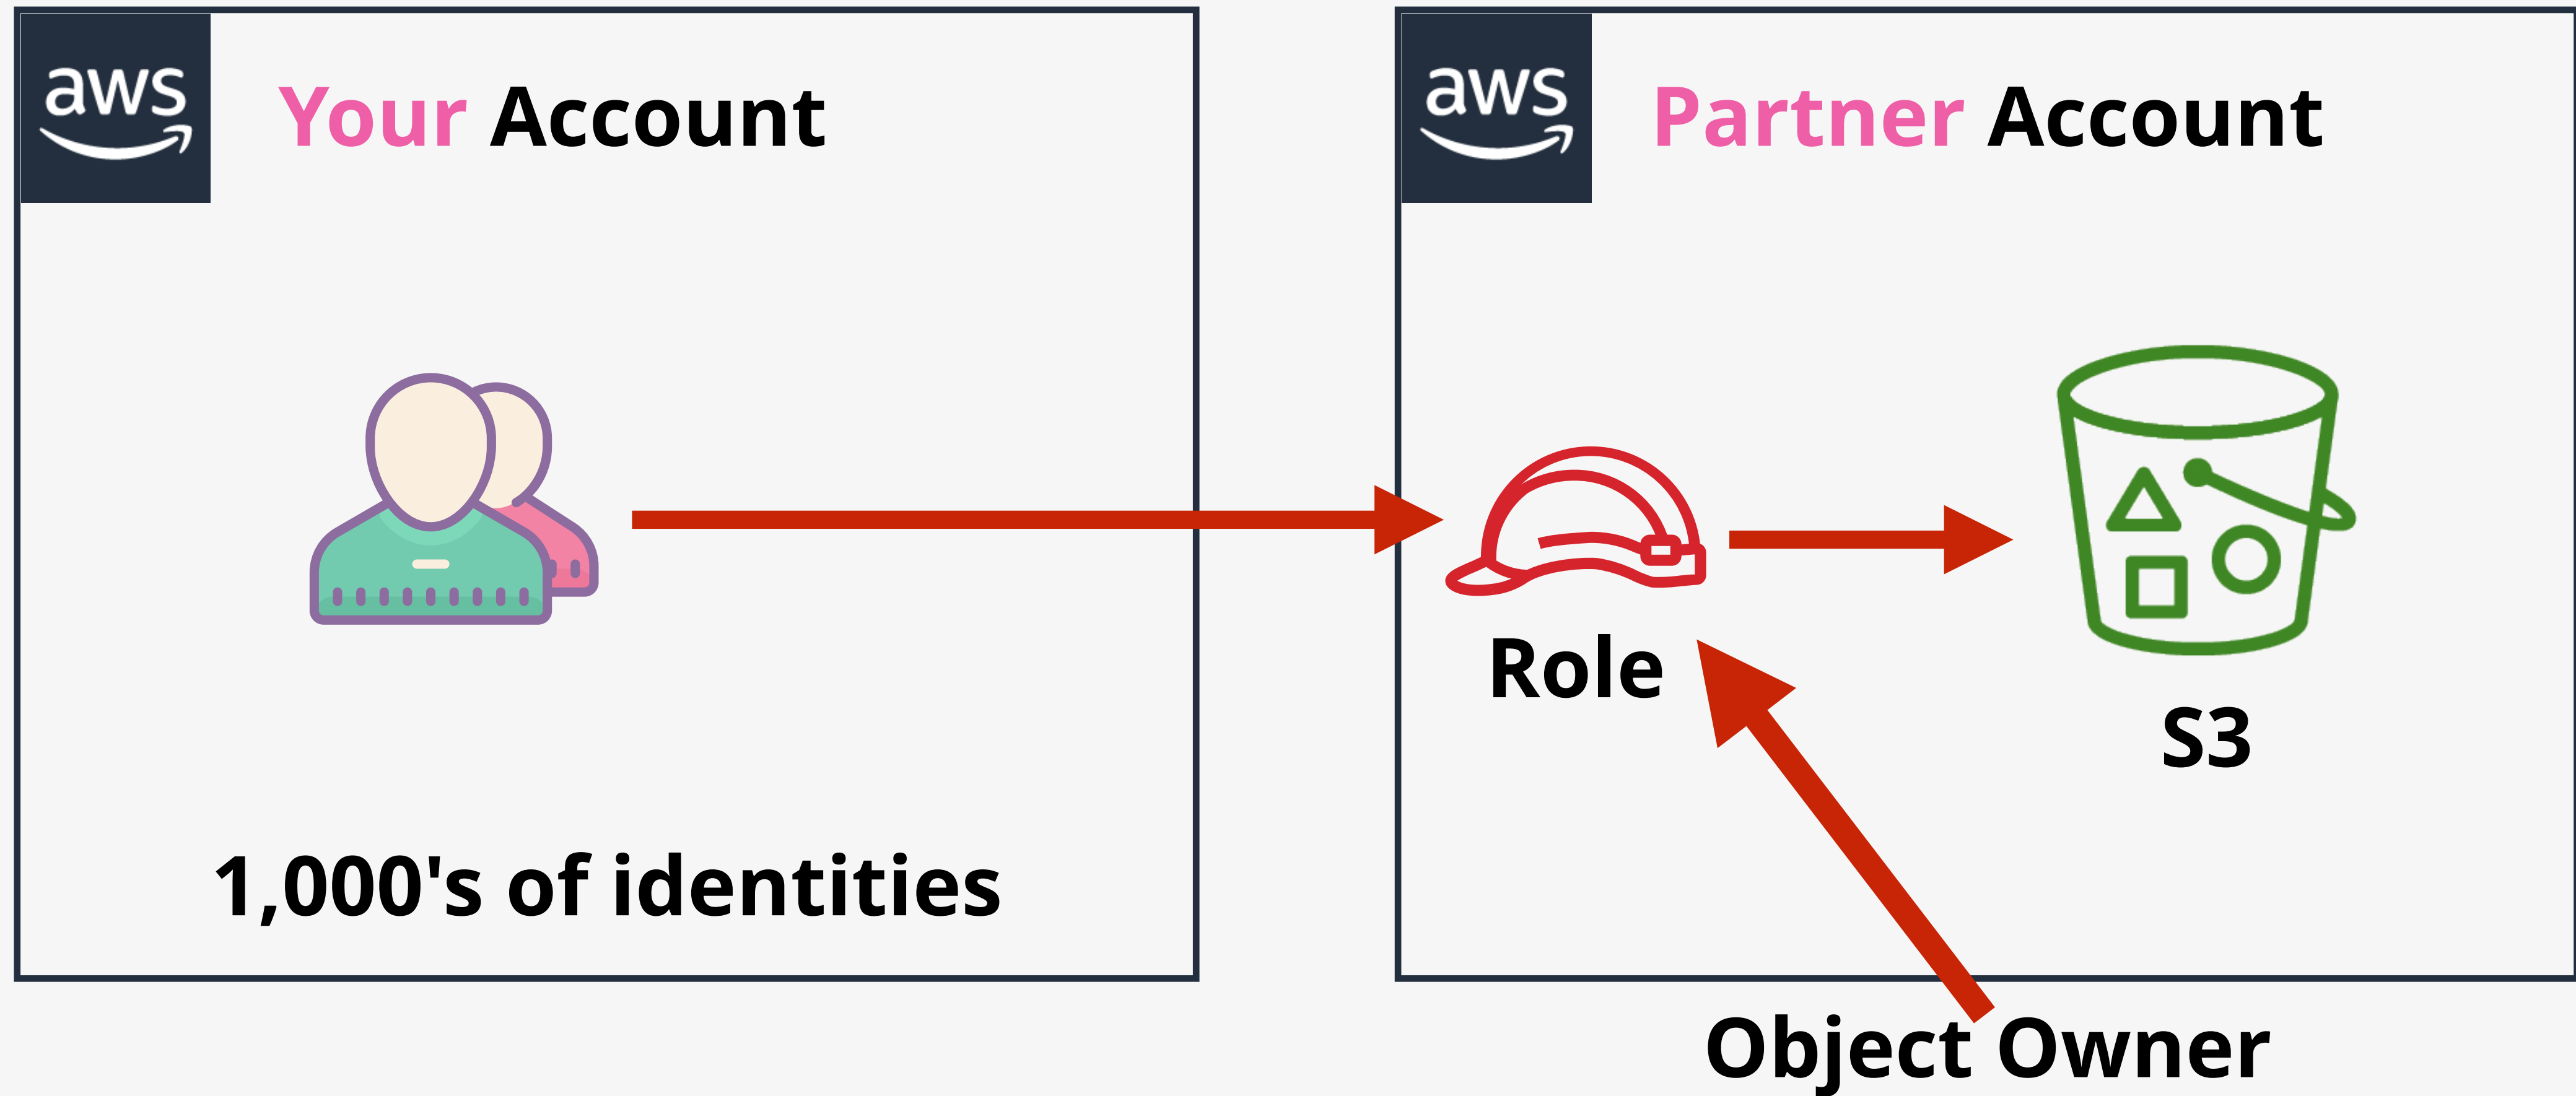 aws
Your Account
1,000's of identities
aws
Partner Account
Role
S3
Object Owner